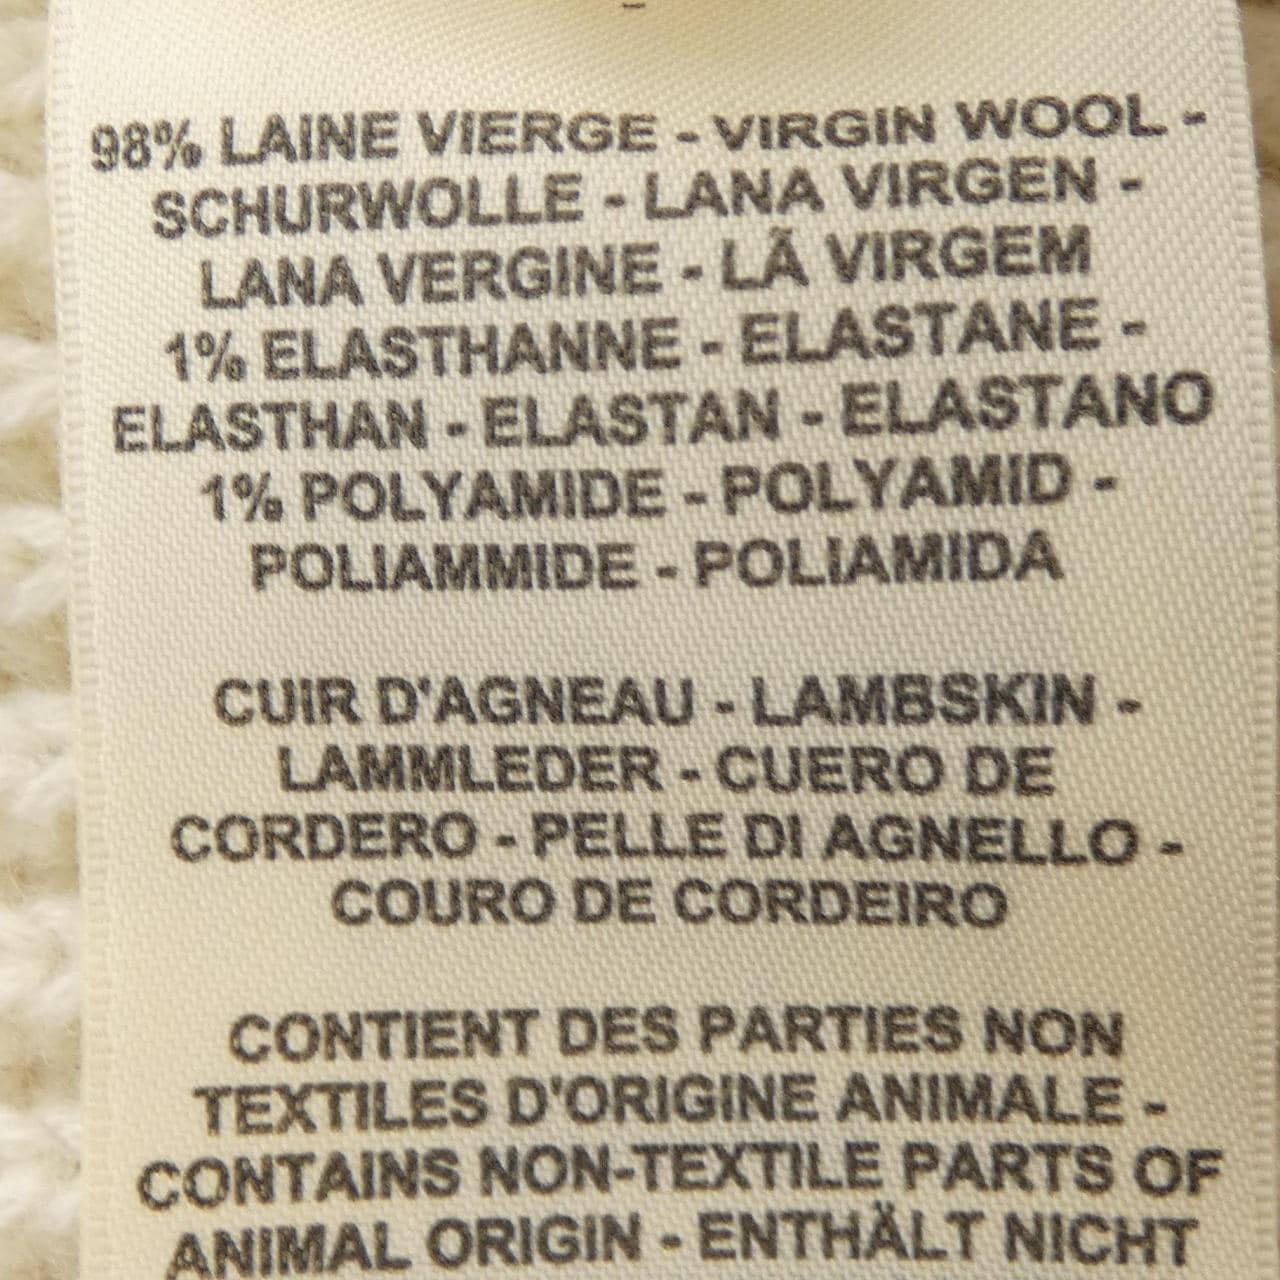 98% LAINE VIERGE - VIRGIN WOOL -
SCHURWOLLE - LANA VIRGEN -
LANA VERGINE - LÃ VIRGEM
1% ELASTHANNE - ELASTANE -
ELASTHAN - ELASTAN - ELASTANO
1% POLYAMIDE - POLYAMID -
POLIAMMIDE - POLIAMIDA
CUIR D'AGNEAU - LAMBSKIN -
LAMMLEDER - CUERO DE
CORDERO - PELLE DI AGNELLO -
COURO DE CORDEIRO
CONTIENT DES PARTIES NON
TEXTILES D'ORIGINE ANIMALE -
CONTAINS NON-TEXTILE PARTS OF
ANIMAL ORIGIN - ENTHÄLT NICHT